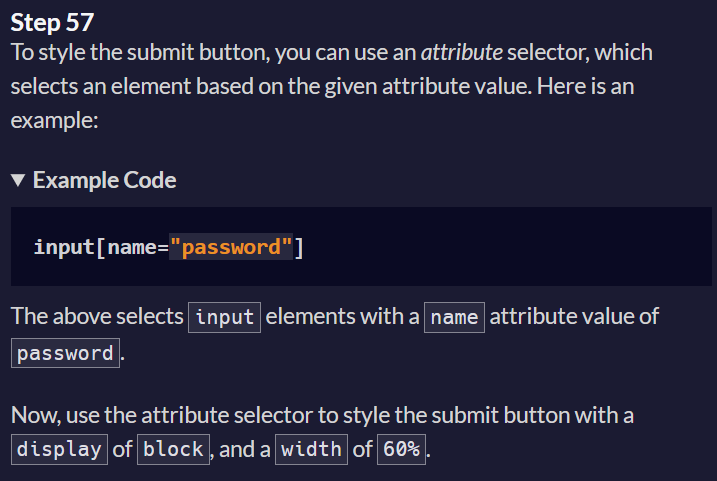 Step 57
To style the submit button, you can use an attribute selector, which
selects an element based on the given attribute value. Here is an
example:
▼ Example Code
input[name="password"]
The above selects input elements with a name attribute value of
password.
Now, use the attribute selector to style the submit button with a
display of block, and a width of 60%.